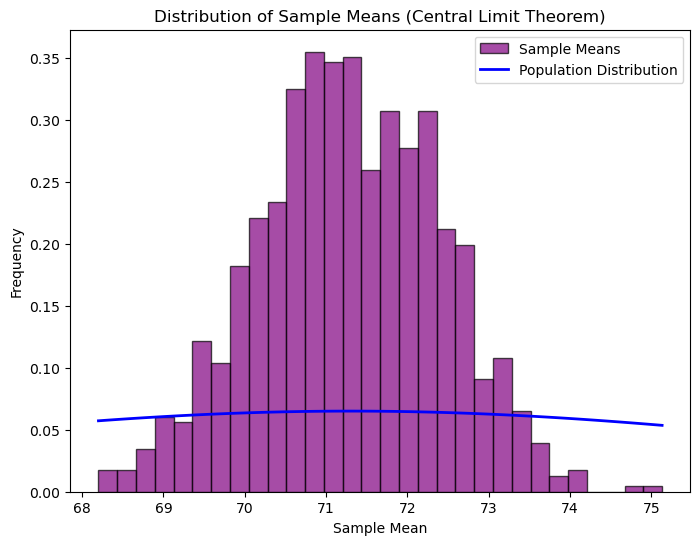 Distribution of Sample Means (Central Limit Theorem)
Sample Means
Population Distribution
Frequency
0.35
0.30
0.25
0.20
0.15
0.10
0.05
0.00
68 69 70 71 72 73 74 75
Sample Mean